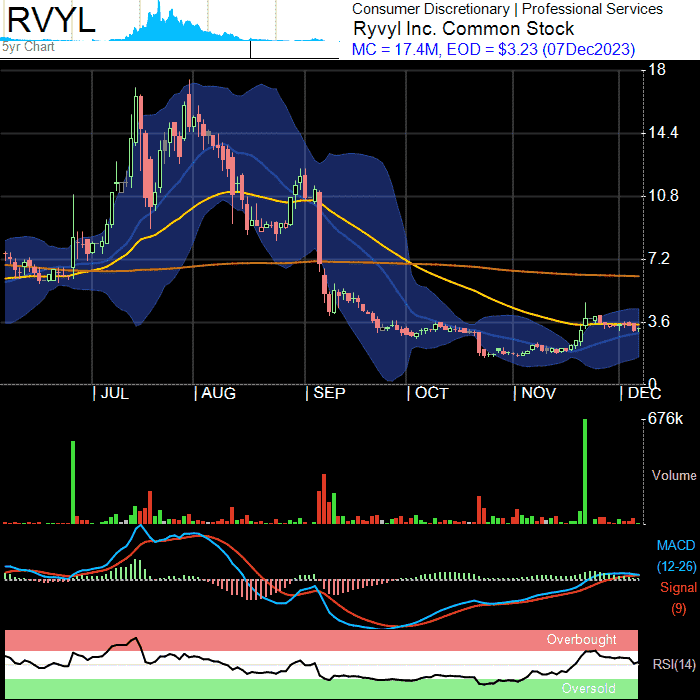 RVYL
5yr Chart
Consumer Discretionary | Professional Services
Ryvyl Inc. Common Stock
MC = 17.4M, EOD = $3.23 (07Dec2023)
18
14.4
10.8
7.2
3.6
0
JUL AUG SEP OCT NOV DEC
676k
Volume
MACD
(12-26)
Signal
(9)
Overbought
RSI(14)
Oversold